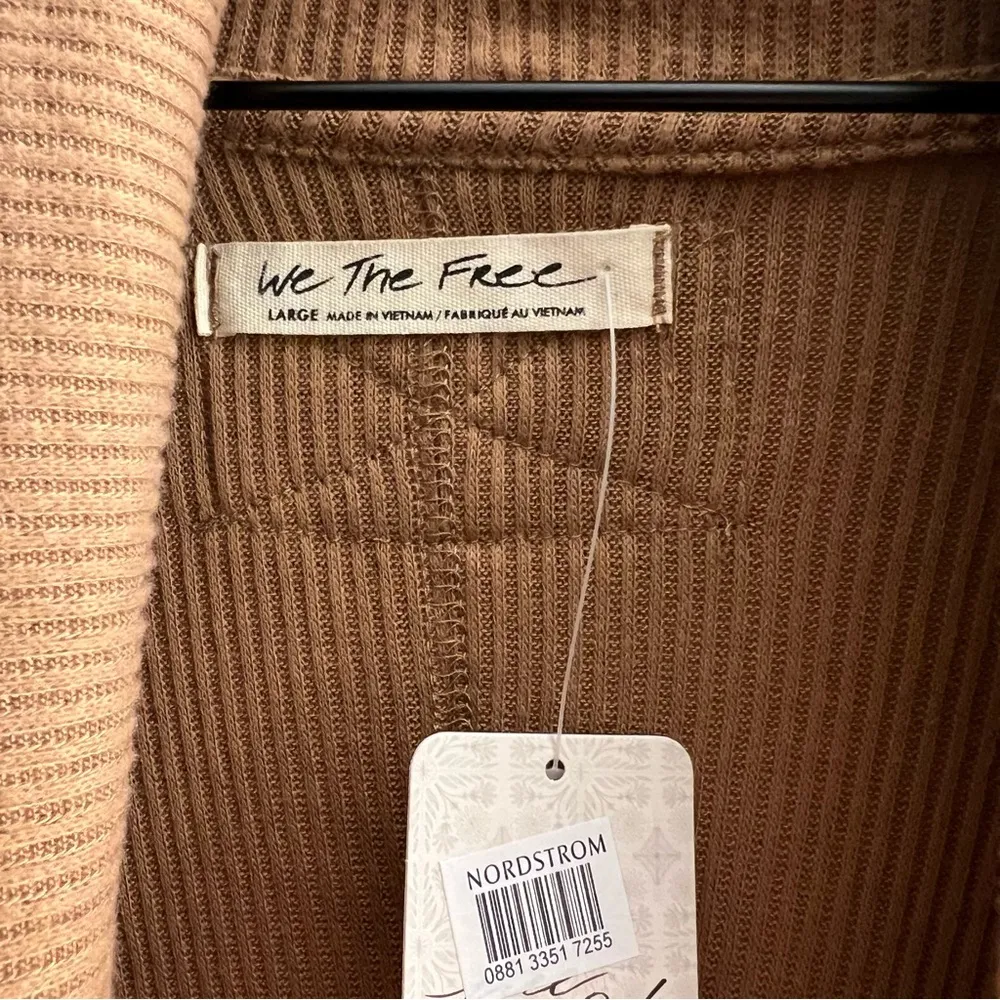 We The Free
LARGE MADE IN VIETNAM / FABRIQUÉ AU VIETNAM
NORDSTROM
0881 3351 7255